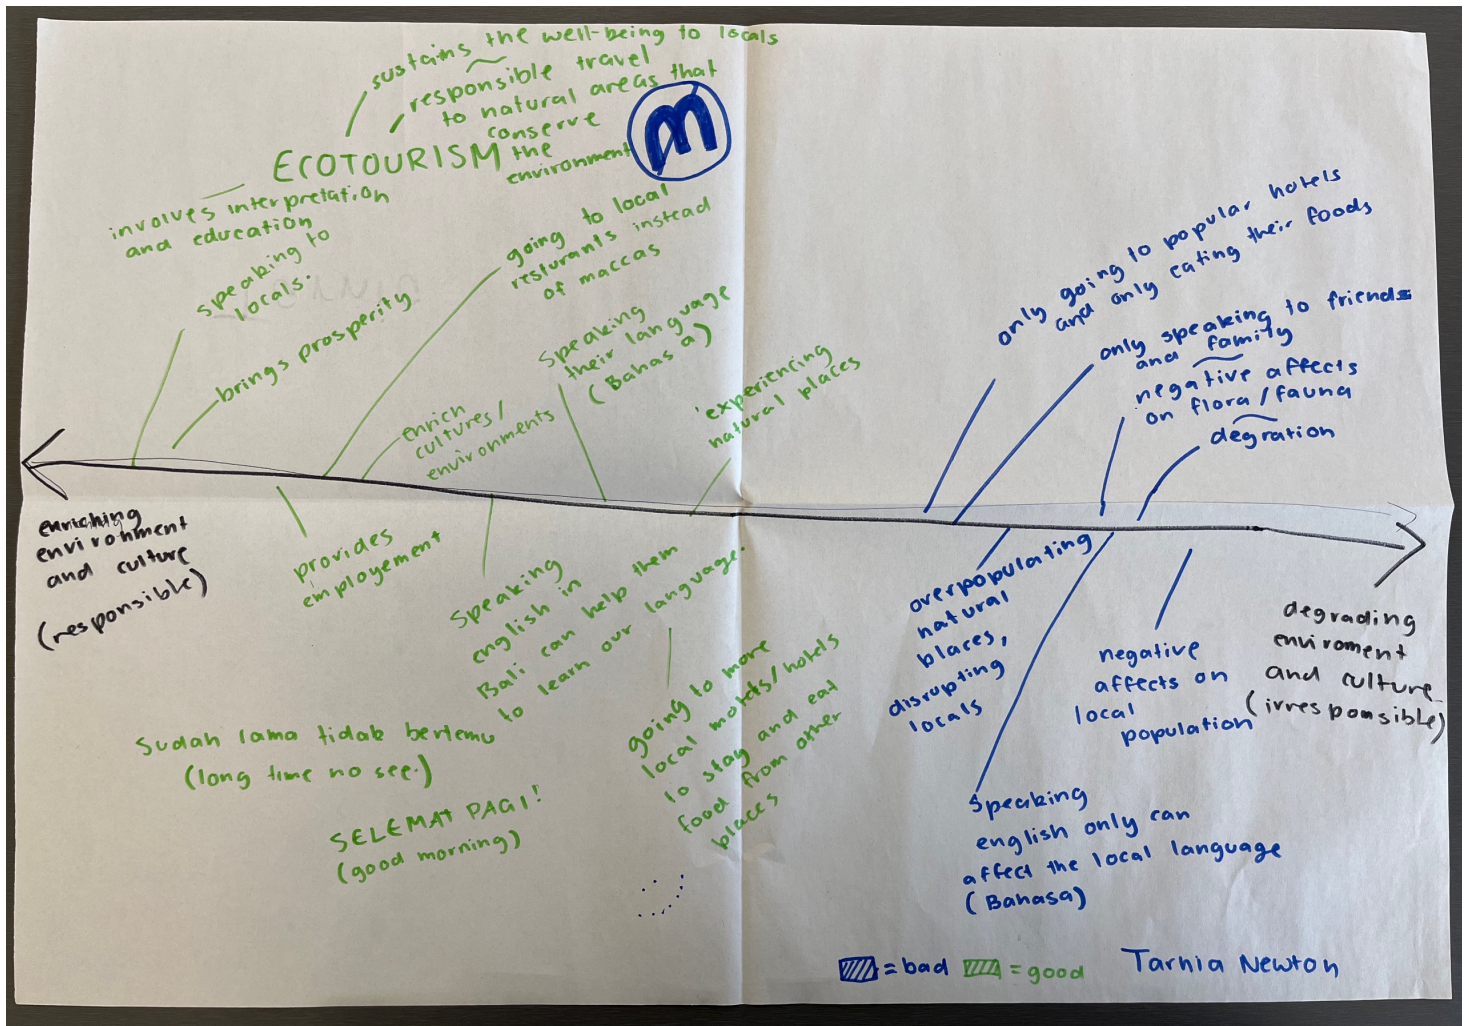 sustains the well-being to locals
responsible travel
to natural areas that
conserve
the
environment
M
ECOTOURISM
involves interpretation
and education
speaking to
locals.
brings prosperity
going to local
resturants instead
of maccas
enrich
cultures/
environments
Speaking
their language
(Bahasa)
experiencing
natural places
only going to popular hotels
and only eating their foods
only speaking to friends
and family
negative affects
on flora/fauna
degration
enriching
environment
and culture
(responsible)
provides
employement
Speaking
english in
Bali can help them
to learn our language.
going to more
local motels/hotels
to stay and eat
food from other
blaces
overpopulating
natural
blaces,
disrupting
locals
negative
affects on
local
population
degrading
enviroment
and culture
(irresponsible)
Sudah lama tidak bertemu
(long time no see.)
SELEMAT PAGI!
(good morning)
Speaking
english only can
affect the local language
(Bahasa)
= bad = good
Tarnia Newton